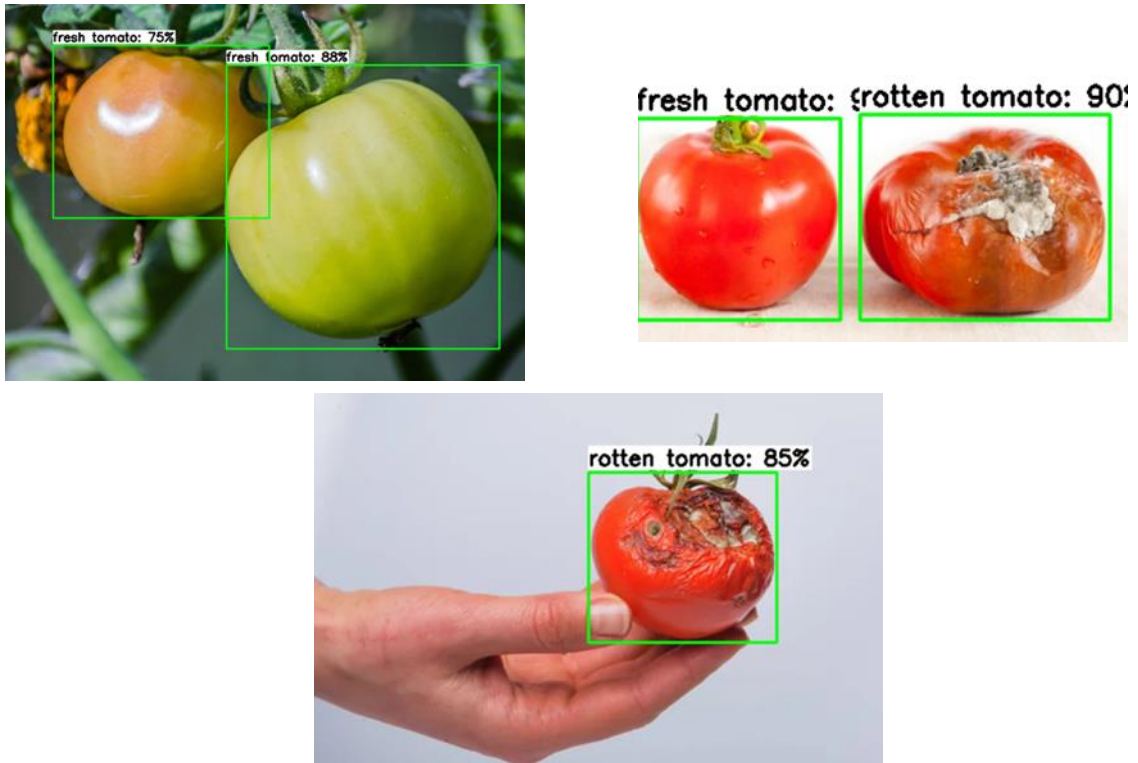 fresh tomato: 75%
fresh tomato: 88%
fresh tomato:
rotten tomato: 90%
rotten tomato: 85%